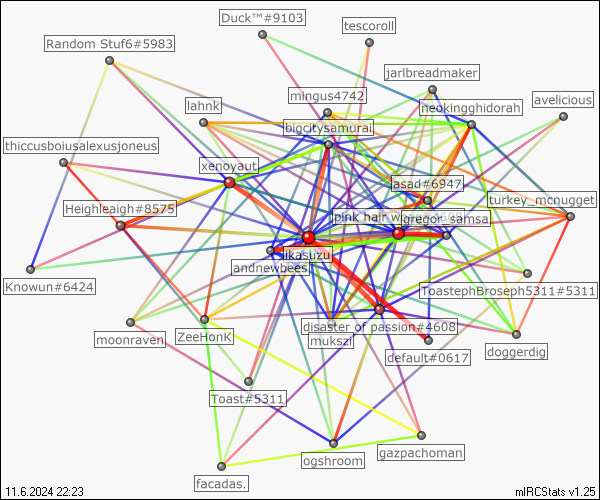 Duck™#9103
tescoroll
Random Stuf6#5983
jarlbreadmaker
mingus4742
lahnk
neokingghidorah
avelicious
bigcitysamurai
thiccusboiusalexusjoneus
xenoyaut
asad#6947
turkey_mcnugget
Heighleaigh#8575
pink hair
gregor_samsa
ikasuzu
andnewbees
Knowun#6424
ToastephBroseph5311#5311
disaster of passion#4608
moonraven
ZeeHonK
mukszi
doggerdig
default#0617
Toast#5311
ogshroom
gazpachoman
facadas.
11.6.2024 22:23
mIRCStats v1.25